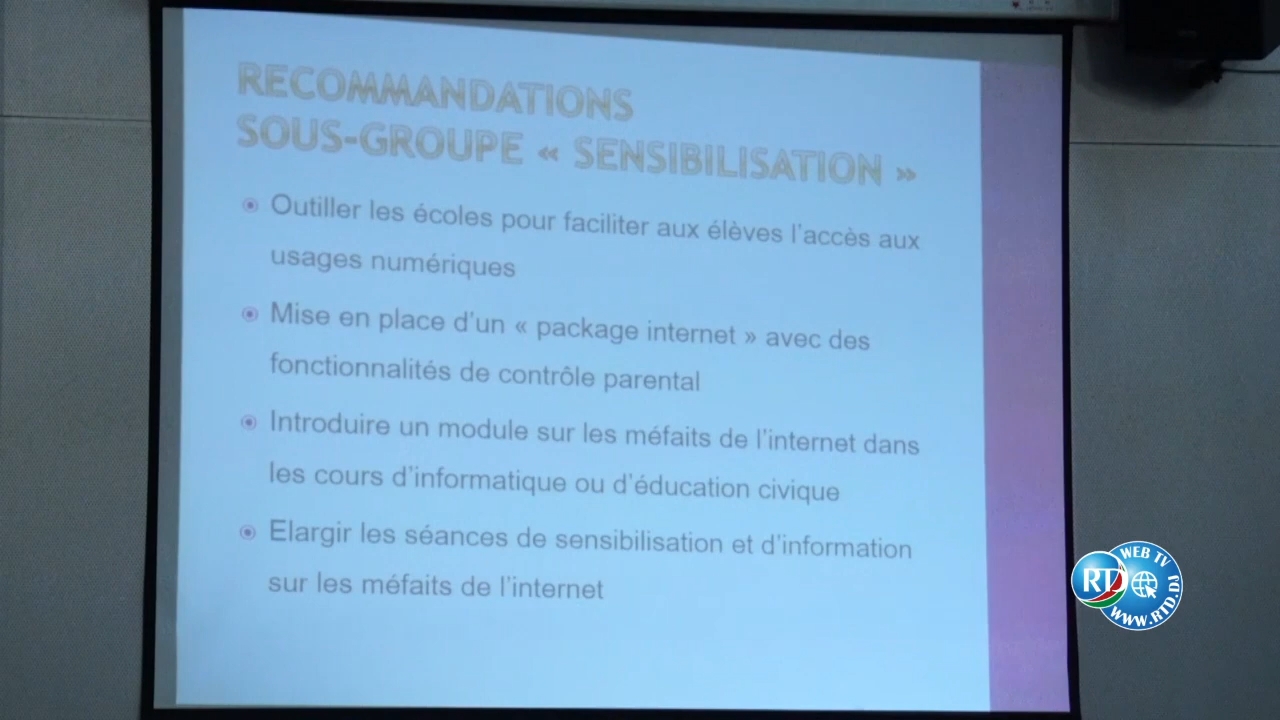 RECOMMANDATIONS
SOUS-GROUPE « SENSIBILISATION »
Outiller les écoles pour faciliter aux élèves l'accès aux
usages numériques
Mise en place d'un « package internet » avec des
fonctionnalités de contrôle parental
Introduire un module sur les méfaits de l'internet dans
les cours d'informatique ou d'éducation civique
Elargir les séances de sensibilisation et d'information
sur les méfaits de l'internet
WEB TV
RTD
WWW.RTD.DJ